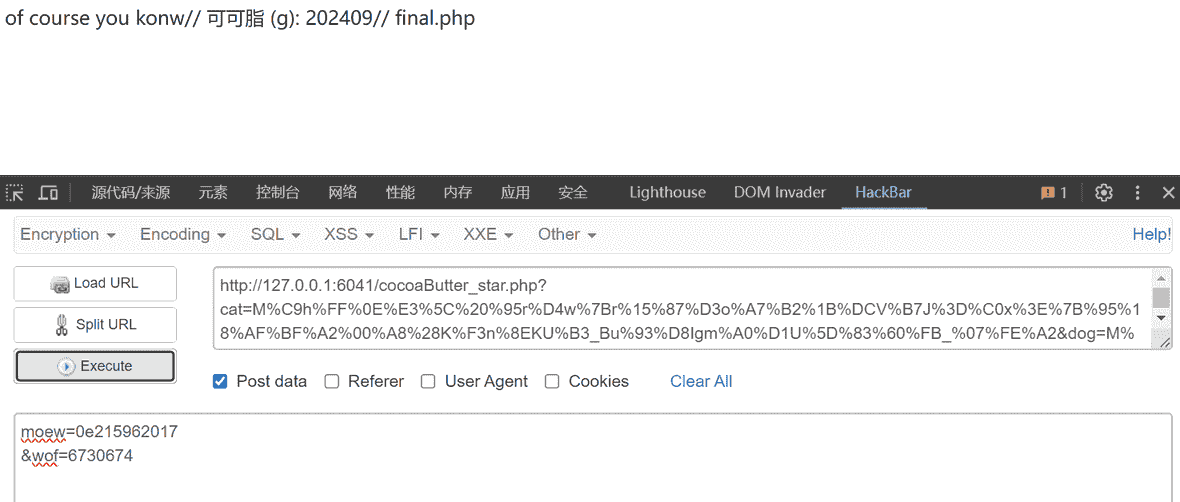 of course you konw// 可可脂 (g): 202409// final.php
源代码/来源 元素 控制台 网络 性能 内存 应用 安全 Lighthouse DOM Invader HackBar 1
Encryption Encoding SQL XSS LFI XXE Other Help!
Load URL
Split URL
Execute
http://127.0.0.1:6041/cocoaButter_star.php?
cat=M%C9h%FF%0E%E3%5C%20%95r%D4w%7Br%15%87%D3o%A7%B2%1B%DCV%B7J%3D%C0x%3E%7B%95%1
8%AF%BF%A2%00%A8%28K%F3n%8EKU%B3_Bu%93%D8Igm%A0%D1U%5D%83%60%FB_%07%FE%A2&dog=M%
Post data Referer User Agent Cookies Clear All
moew=0e215962017
&wof=6730674